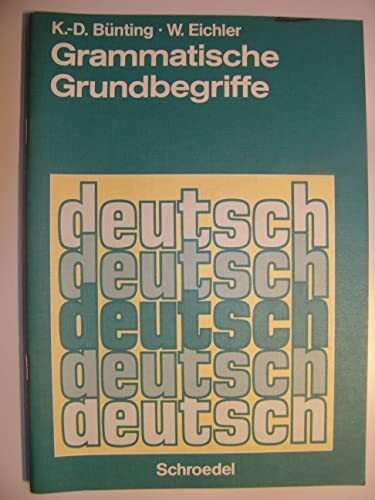 K.-D. Bünting · W. Eichler
Grammatische
Grundbegriffe
deutsch
deutsch
deutsch
deutsch
deutsch
Schroedel